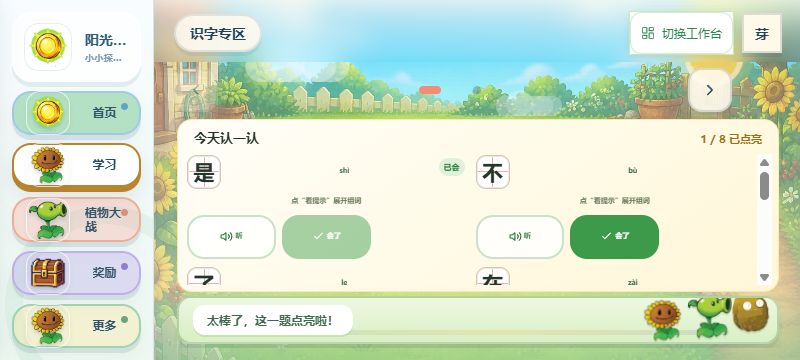 阳光...
小小探...
首页
学习
植物大
战
奖励
更多
识字专区
切换工作台
芽
今天认一认
1 / 8 已点亮
是
shì
已会
点“看提示”展开组词
听
会了
不
bù
点“看提示”展开组词
听
会了
了
le
在
zài
太棒了，这一题点亮啦！